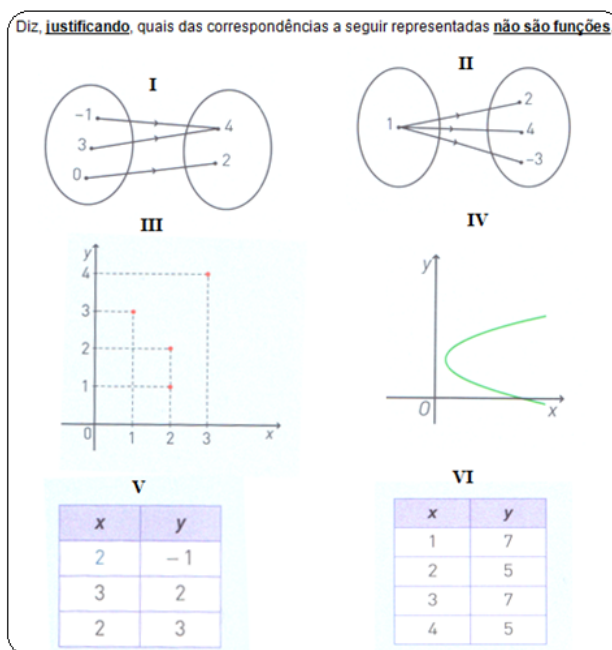 Diz, justificando, quais das correspondências a seguir representadas não são funções
I
-1
3
0
4
2
II
1
2
4
-3
III
y
4
3
2
1
0
1
2
3
x
IV
y
O
x
V
x y
2 -1
3 2
2 3
VI
x y
1 7
2 5
3 7
4 5